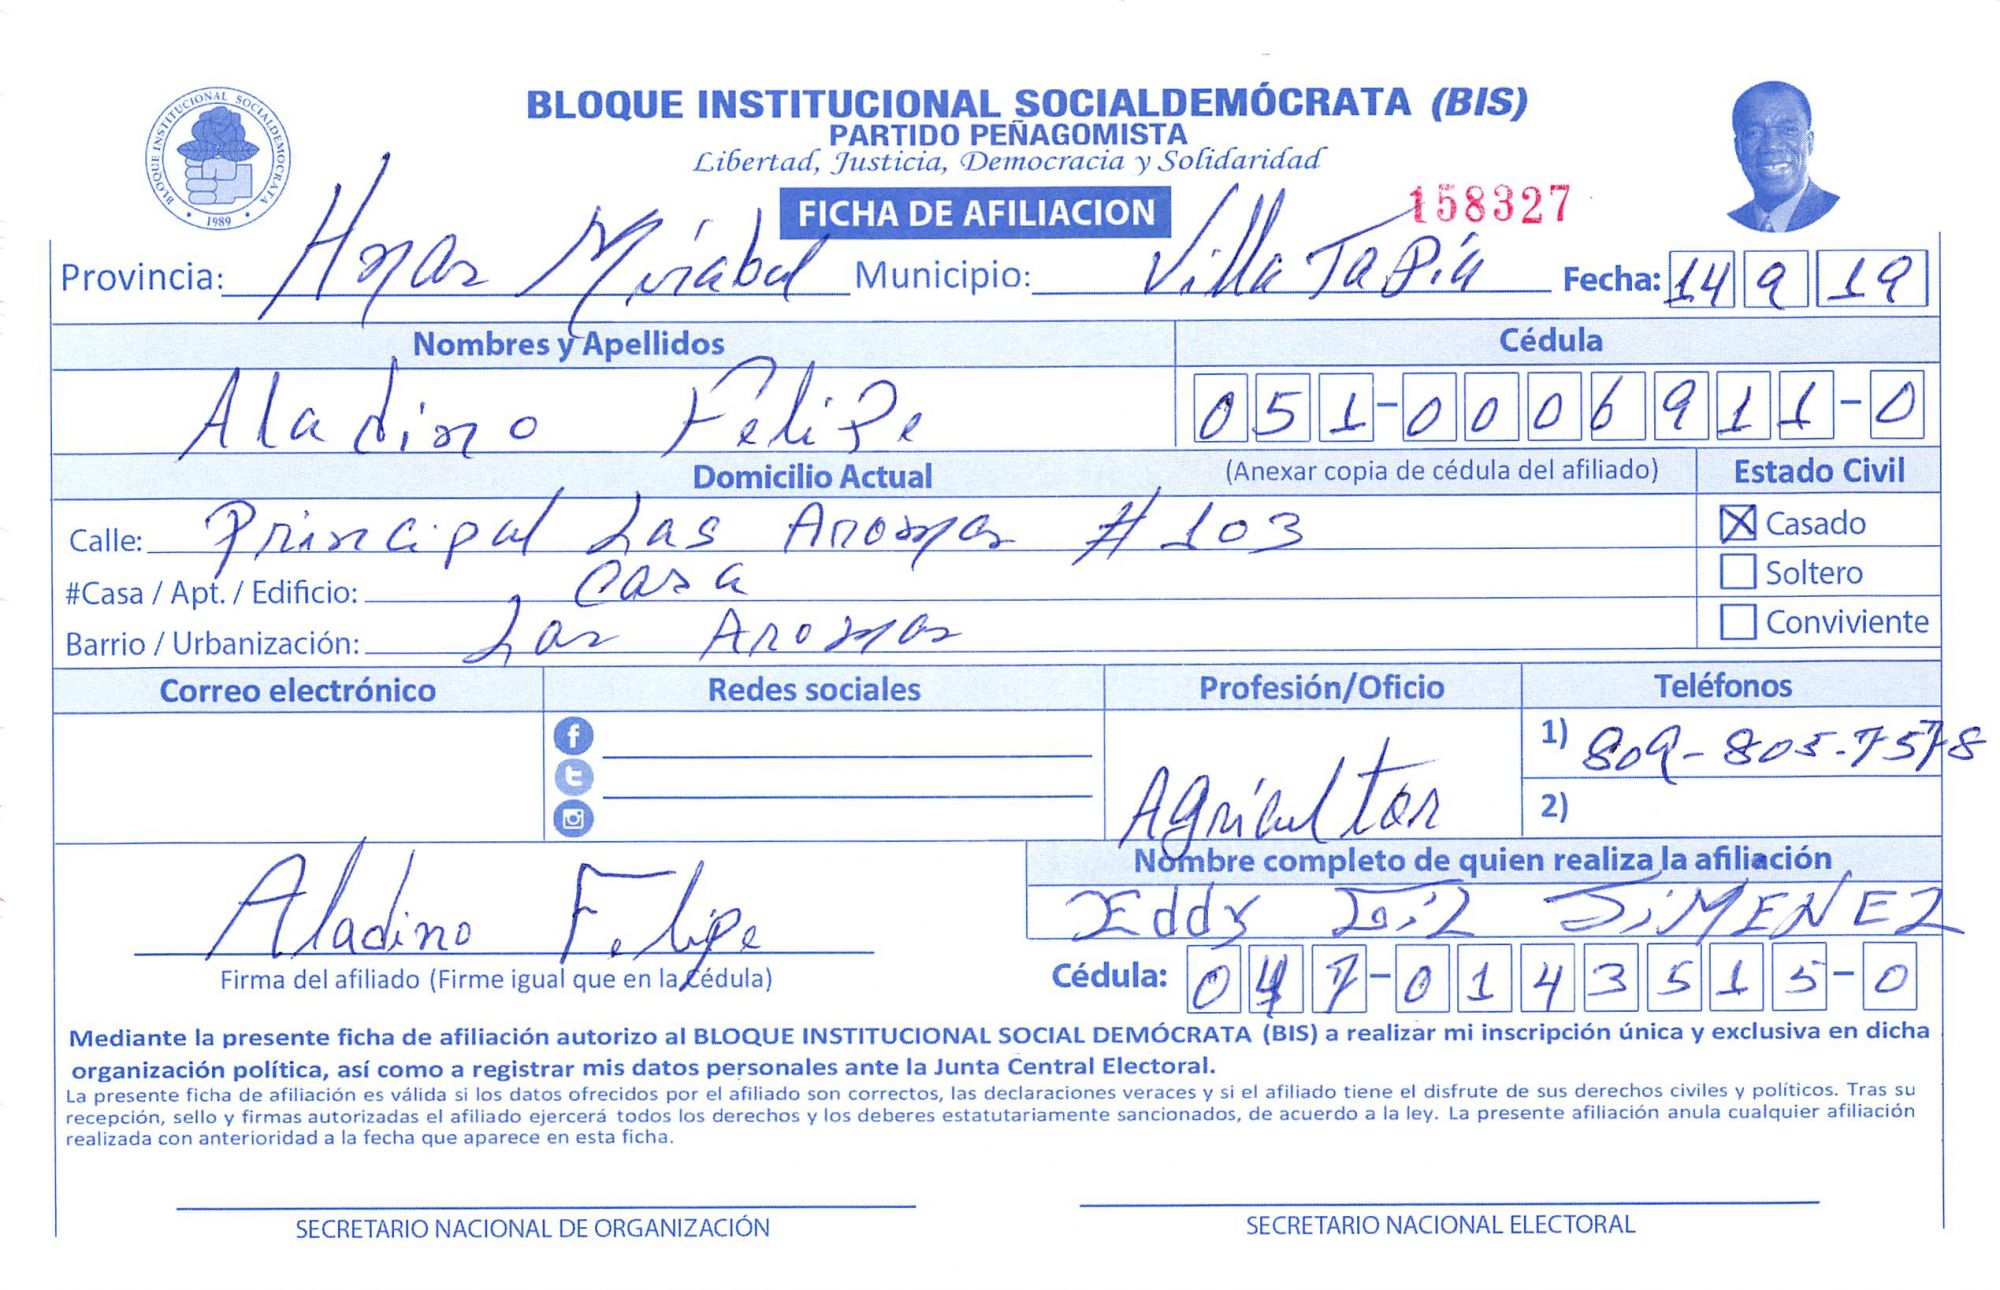 BLOQUE INSTITUCIONAL SOCIALDEMOCRATA
1989
BLOQUE INSTITUCIONAL SOCIALDEMÓCRATA (BIS)
PARTIDO PEÑAGOMISTA
Libertad, Justicia, Democracia y Solidaridad
FICHA DE AFILIACION 158327
Provincia: Hnas Mirabal Municipio: Villa Tapia Fecha: 14 9 19
Nombres y Apellidos Cédula
Aladino Felipe 051-0006911-0
Domicilio Actual (Anexar copia de cédula del afiliado) Estado Civil
Calle: Principal Las Aromas # 103 Casado
#Casa / Apt. / Edificio: Casa Soltero
Barrio / Urbanización: Las Aromas Conviviente
Correo electrónico Redes sociales Profesión/Oficio Teléfonos
1) 809-805-7578
Agricultor
2)
Nombre completo de quien realiza la afiliación
Eddy JiMENEZ
Aladino Felipe
Firma del afiliado (Firme igual que en la Cédula) Cédula: 047-0143515-0
Mediante la presente ficha de afiliación autorizo al BLOQUE INSTITUCIONAL SOCIAL DEMÓCRATA (BIS) a realizar mi inscripción única y exclusiva en dicha
organización política, así como a registrar mis datos personales ante la Junta Central Electoral.
La presente ficha de afiliación es válida si los datos ofrecidos por el afiliado son correctos, las declaraciones veraces y si el afiliado tiene el disfrute de sus derechos civiles y políticos. Tras su
recepción, sello y firmas autorizadas el afiliado ejercerá todos los derechos y los deberes estatutariamente sancionados, de acuerdo a la ley. La presente afiliación anula cualquier afiliación
realizada con anterioridad a la fecha que aparece en esta ficha.
SECRETARIO NACIONAL DE ORGANIZACIÓN SECRETARIO NACIONAL ELECTORAL